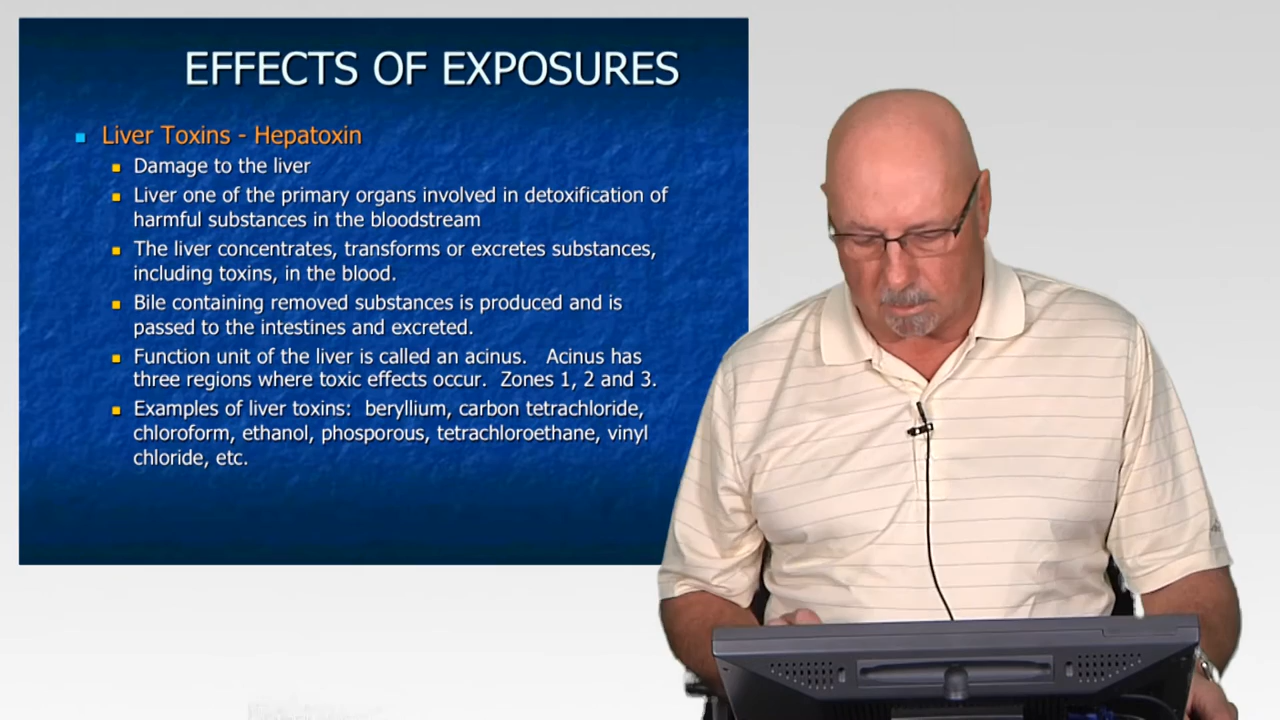 EFFECTS OF EXPOSURES
Liver Toxins - Hepatoxin
Damage to the liver
Liver one of the primary organs involved in detoxification of
harmful substances in the bloodstream
The liver concentrates, transforms or excretes substances,
including toxins, in the blood.
Bile containing removed substances is produced and is
passed to the intestines and excreted.
Function unit of the liver is called an acinus. Acinus has
three regions where toxic effects occur. Zones 1, 2 and 3.
Examples of liver toxins: beryllium, carbon tetrachloride,
chloroform, ethanol, phosporous, tetrachloroethane, vinyl
chloride, etc.